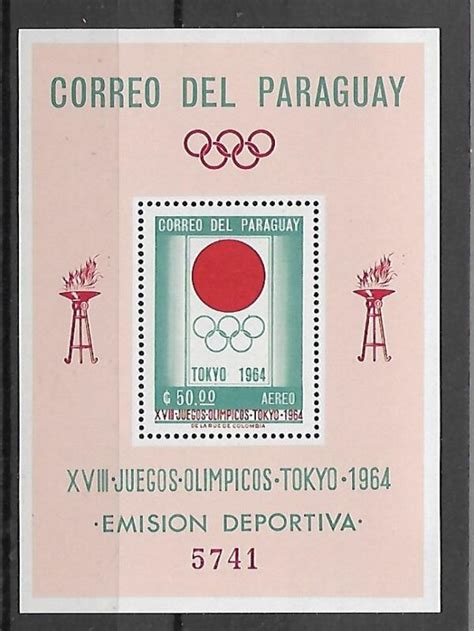 CORREO DEL PARAGUAY
CORREO DEL PARAGUAY
TOKYO 1964
₲ 50,00 AEREO
XVIII·JUEGOS·OLIMPICOS·TOKYO·1964
DE LA RUE DE COLOMBIA
XVIII·JUEGOS·OLIMPICOS·TOKYO·1964
·EMISION DEPORTIVA·
5741